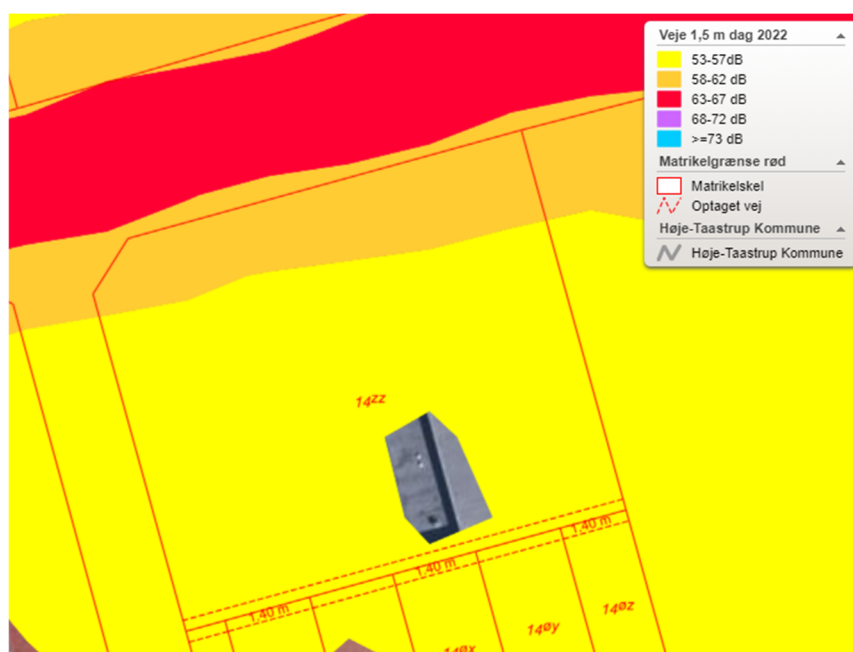 Veje 1,5 m dag 2022
53-57dB
58-62 dB
63-67 dB
68-72 dB
>=73 dB
Matrikelgrænse rød
Matrikelskel
Optaget vej
Høje-Taastrup Kommune
Høje-Taastrup Kommune
14zz
1,40 m
1,40 m
1,40 m
14øz
14øy
14øx